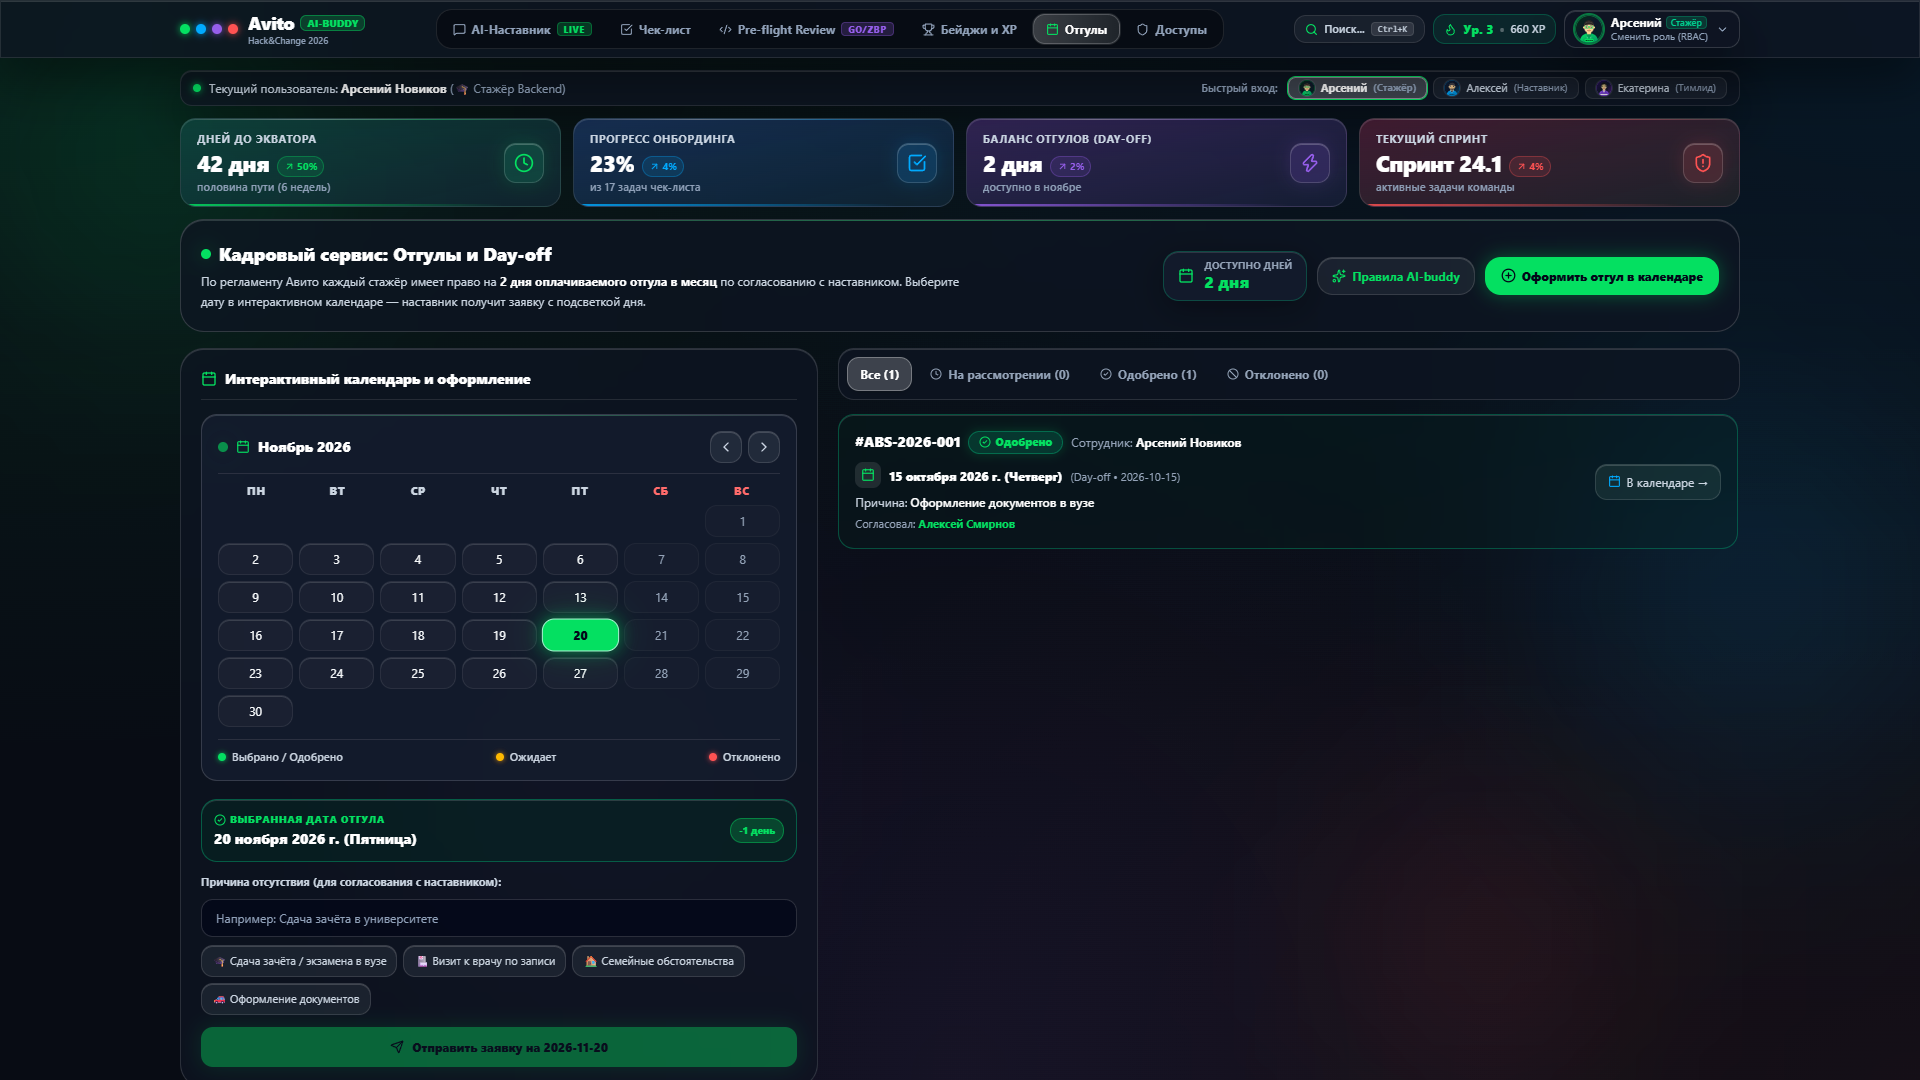 Avito AI-BUDDY
Hack&Change 2026
AI-Наставник LIVE
Чек-лист
Pre-flight Review GO/ZBP
Бейджи и XP
Отгулы
Доступы
Поиск... Ctrl+K
Ур. 3 • 660 XP
Арсений Стажёр
Сменить роль (RBAC)
Текущий пользователь: Арсений Новиков ( Стажёр Backend)
Быстрый вход:
Арсений (Стажёр)
Алексей (Наставник)
Екатерина (Тимлид)
ДНЕЙ ДО ЭКВАТОРА
42 дня 50%
половина пути (6 недель)
ПРОГРЕСС ОНБОРДИНГА
23% 4%
из 17 задач чек-листа
БАЛАНС ОТГУЛОВ (DAY-OFF)
2 дня 2%
доступно в ноябре
ТЕКУЩИЙ СПРИНТ
Спринт 24.1 4%
активные задачи команды
Кадровый сервис: Отгулы и Day-off
По регламенту Авито каждый стажёр имеет право на 2 дня оплачиваемого отгула в месяц по согласованию с наставником. Выберите
дату в интерактивном календаре — наставник получит заявку с подсветкой дня.
ДОСТУПНО ДНЕЙ
2 дня
Правила AI-buddy
Оформить отгул в календаре
Интерактивный календарь и оформление
Ноябрь 2026
ПН ВТ СР ЧТ ПТ СБ ВС
1
2 3 4 5 6 7 8
9 10 11 12 13 14 15
16 17 18 19 20 21 22
23 24 25 26 27 28 29
30
Выбрано / Одобрено
Ожидает
Отклонено
ВЫБРАННАЯ ДАТА ОТГУЛА
20 ноября 2026 г. (Пятница)
-1 день
Причина отсутствия (для согласования с наставником):
Например: Сдача зачёта в университете
Сдача зачёта / экзамена в вузе
Визит к врачу по записи
Семейные обстоятельства
Оформление документов
Отправить заявку на 2026-11-20
Все (1)
На рассмотрении (0)
Одобрено (1)
Отклонено (0)
#ABS-2026-001 Одобрено Сотрудник: Арсений Новиков
15 октября 2026 г. (Четверг) (Day-off • 2026-10-15)
Причина: Оформление документов в вузе
Согласовал: Алексей Смирнов
В календаре →